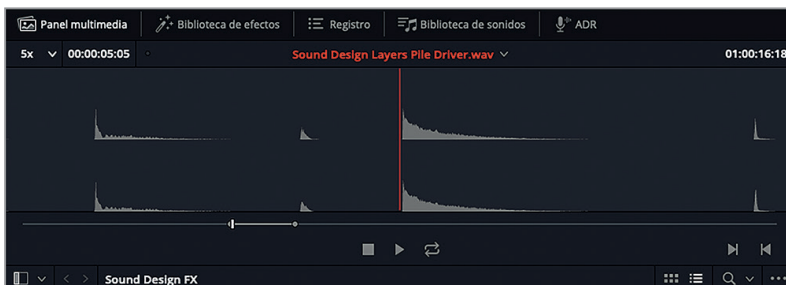 Panel multimedia Biblioteca de efectos Registro Biblioteca de sonidos ADR
5x 00:00:05:05 Sound Design Layers Pile Driver.wav 01:00:16:18
Sound Design FX